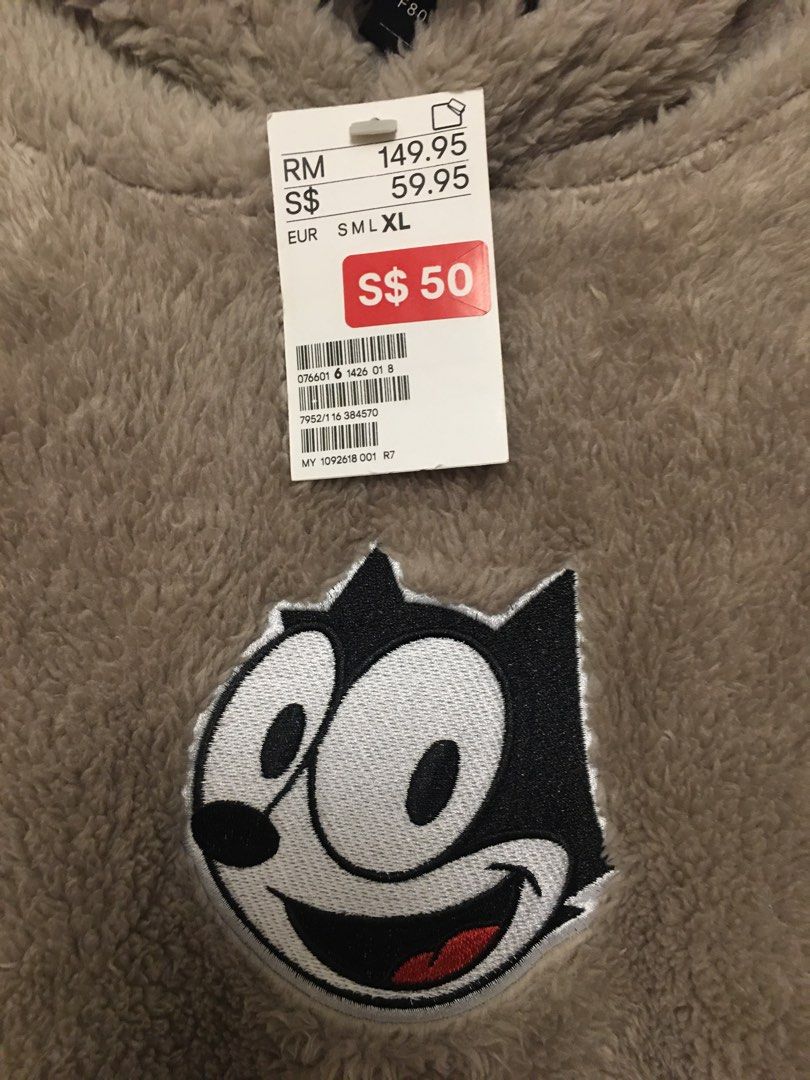 F80
RM 149.95
S$ 59.95
EUR S M L XL
S$ 50
076601 6 1426 01 8
7952/116 384570
MY 1092618 001 R7